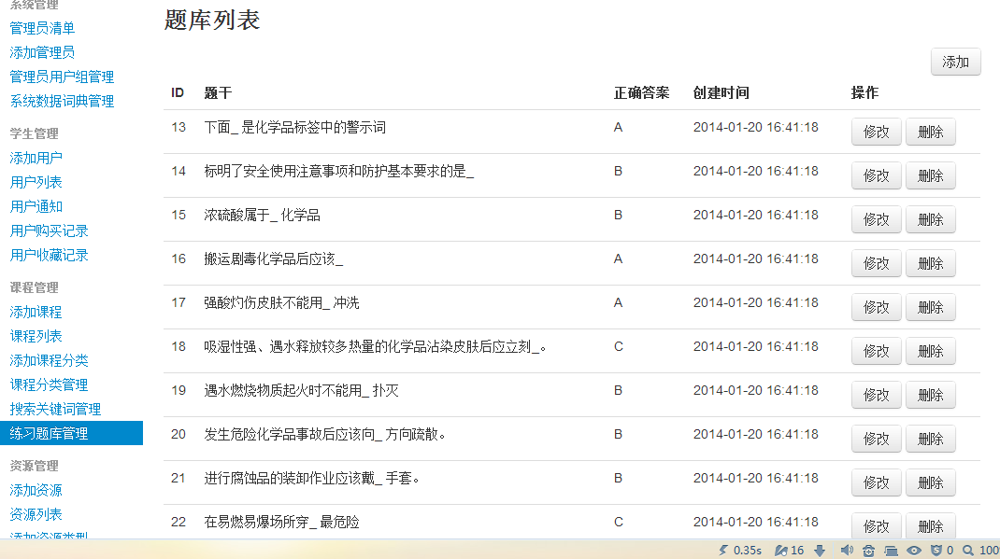 系统管理
管理员清单
添加管理员
管理员用户组管理
系统数据词典管理
学生管理
添加用户
用户列表
用户通知
用户购买记录
用户收藏记录
课程管理
添加课程
课程列表
添加课程分类
课程分类管理
搜索关键词管理
练习题库管理
资源管理
添加资源
资源列表
添加资源类型
题库列表
添加
ID 题干 正确答案 创建时间 操作
13 下面_ 是化学品标签中的警示词 A 2014-01-20 16:41:18 修改 删除
14 标明了安全使用注意事项和防护基本要求的是_ B 2014-01-20 16:41:18 修改 删除
15 浓硫酸属于_ 化学品 B 2014-01-20 16:41:18 修改 删除
16 搬运剧毒化学品后应该_ A 2014-01-20 16:41:18 修改 删除
17 强酸灼伤皮肤不能用_ 冲洗 A 2014-01-20 16:41:18 修改 删除
18 吸湿性强、遇水释放较多热量的化学品沾染皮肤后应立刻_。 C 2014-01-20 16:41:18 修改 删除
19 遇水燃烧物质起火时不能用_ 扑灭 B 2014-01-20 16:41:18 修改 删除
20 发生危险化学品事故后应该向_ 方向疏散。 B 2014-01-20 16:41:18 修改 删除
21 进行腐蚀品的装卸作业应该戴_ 手套。 B 2014-01-20 16:41:18 修改 删除
22 在易燃易爆场所穿_ 最危险 C 2014-01-20 16:41:18 修改 删除
0.35s 16 0 100